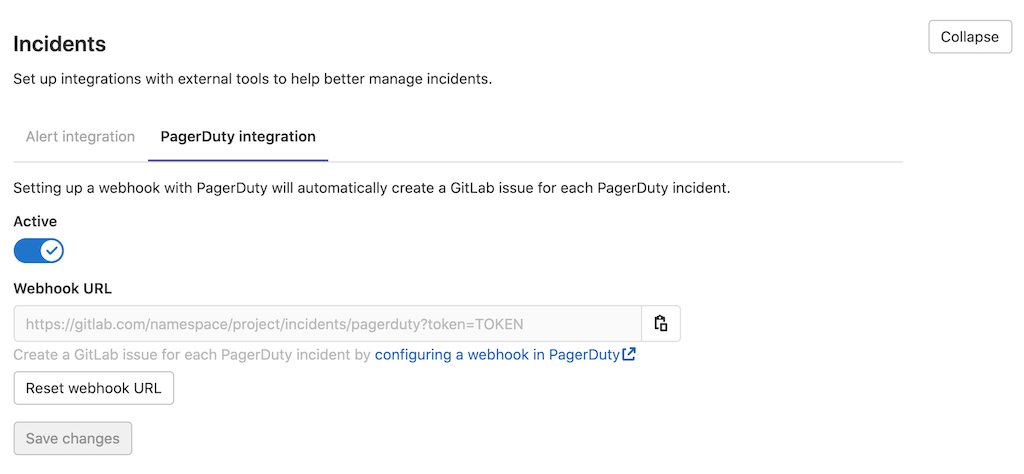 Incidents
Collapse
Set up integrations with external tools to help better manage incidents.
Alert integration PagerDuty integration
Setting up a webhook with PagerDuty will automatically create a GitLab issue for each PagerDuty incident.
Active
Webhook URL
https://gitlab.com/namespace/project/incidents/pagerduty?token=TOKEN
Create a GitLab issue for each PagerDuty incident by configuring a webhook in PagerDuty
Reset webhook URL
Save changes